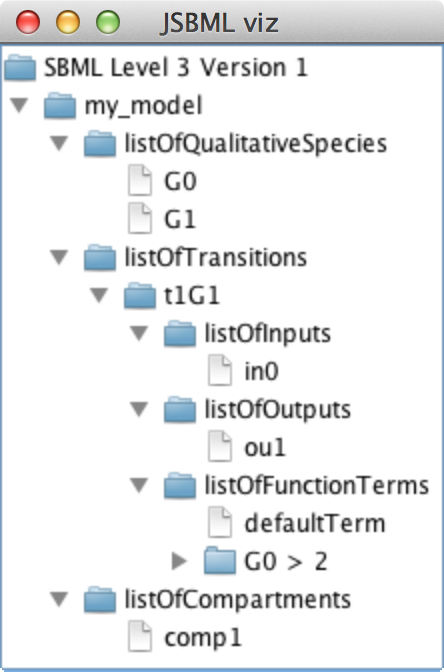 JSBML viz
SBML Level 3 Version 1
my_model
listOfQualitativeSpecies
G0
G1
listOfTransitions
t1G1
listOfInputs
in0
listOfOutputs
ou1
listOfFunctionTerms
defaultTerm
G0 > 2
listOfCompartments
comp1